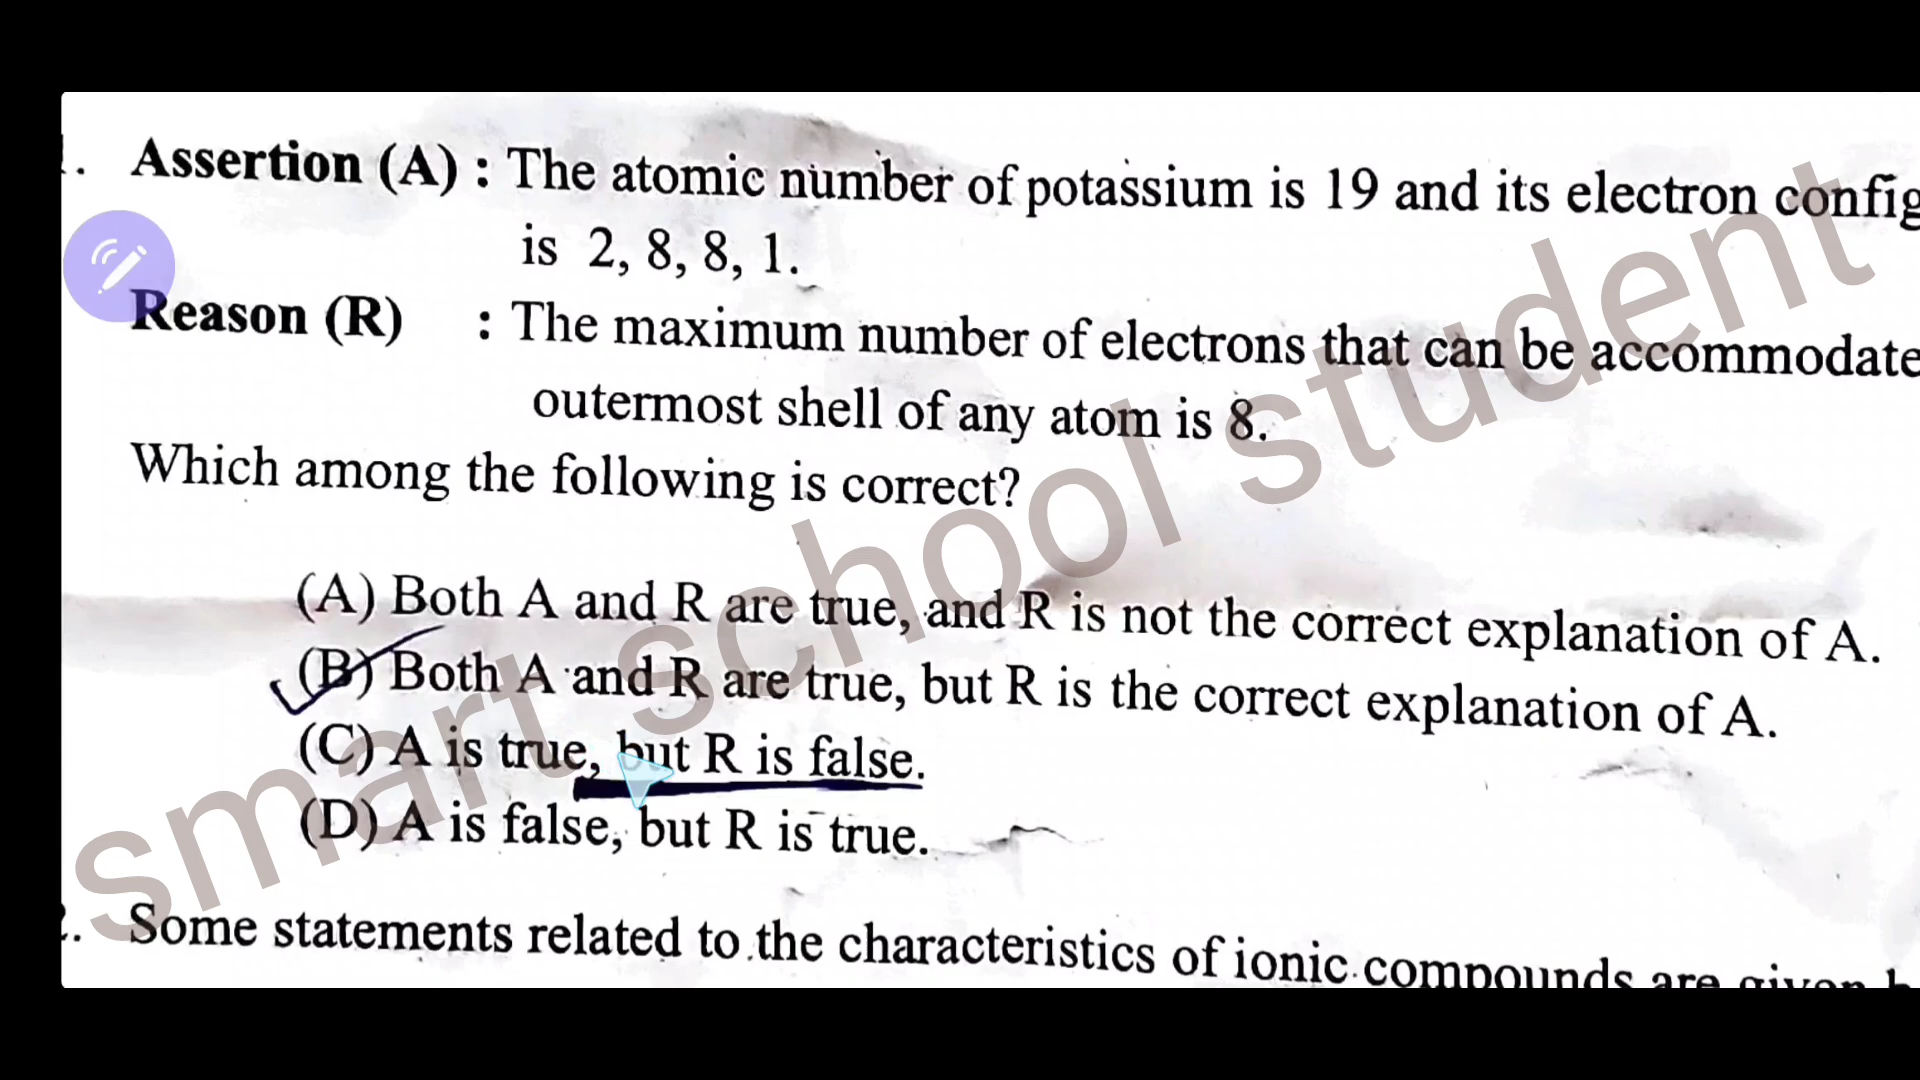 . Assertion (A) : The atomic number of potassium is 19 and its electron config
is 2, 8, 8, 1.
Reason (R) : The maximum number of electrons that can be accommodate
outermost shell of any atom is 8.
Which among the following is correct?
(A) Both A and R are true, and R is not the correct explanation of A.
(B) Both A and R are true, but R is the correct explanation of A.
(C) A is true, but R is false.
(D) A is false, but R is true.
. Some statements related to the characteristics of ionic compounds are given
smart school student